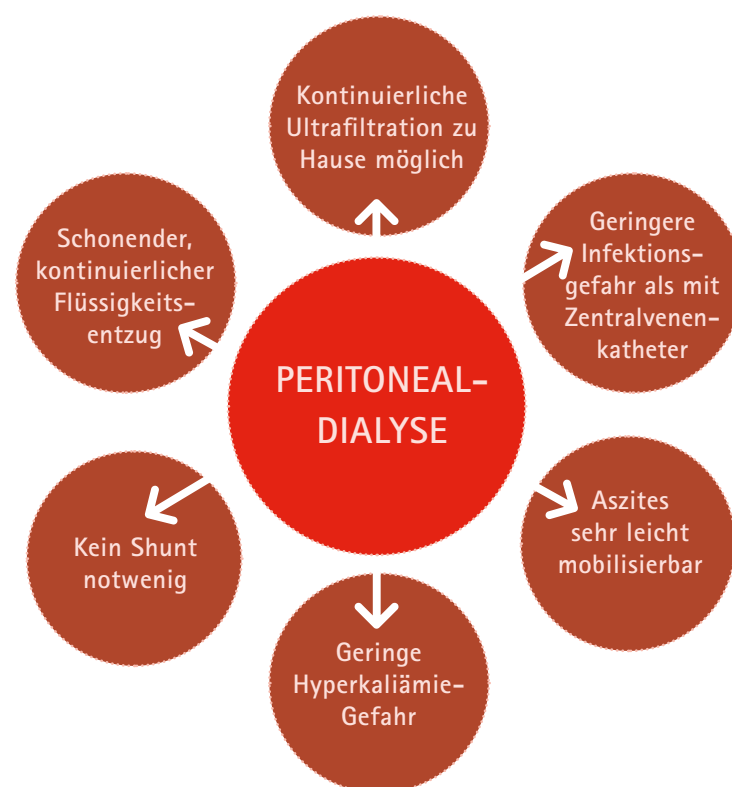 Kontinuierliche
Ultrafiltration zu
Hause möglich
Schonender,
kontinuierlicher
Flüssigkeits-
entzug
Geringere
Infektions-
gefahr als mit
Zentralvenen-
katheter
PERITONEAL-
DIALYSE
Kein Shunt
notwenig
Aszites
sehr leicht
mobilisierbar
Geringe
Hyperkaliämie-
Gefahr